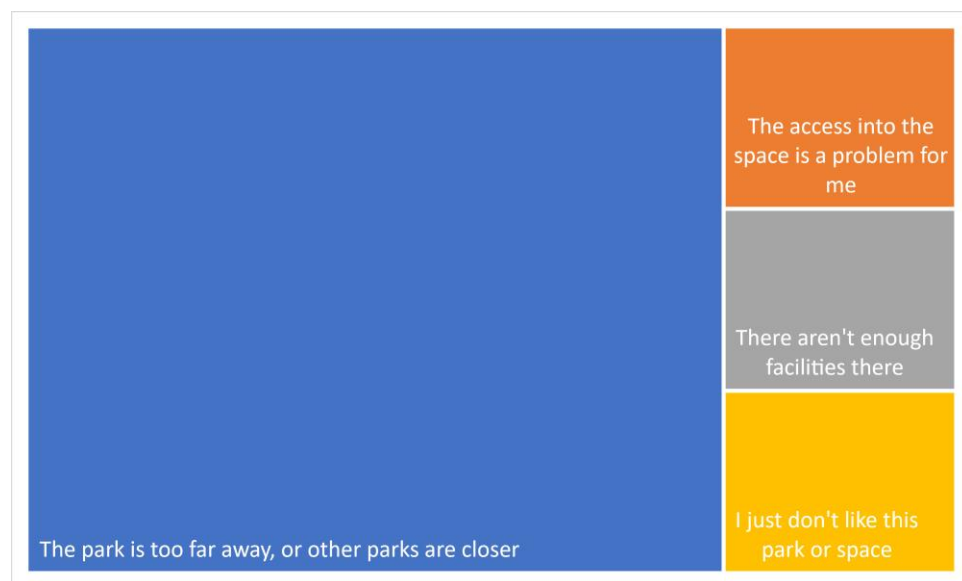 The park is too far away, or other parks are closer
The access into the
space is a problem for
me
There aren't enough
facilities there
I just don't like this
park or space